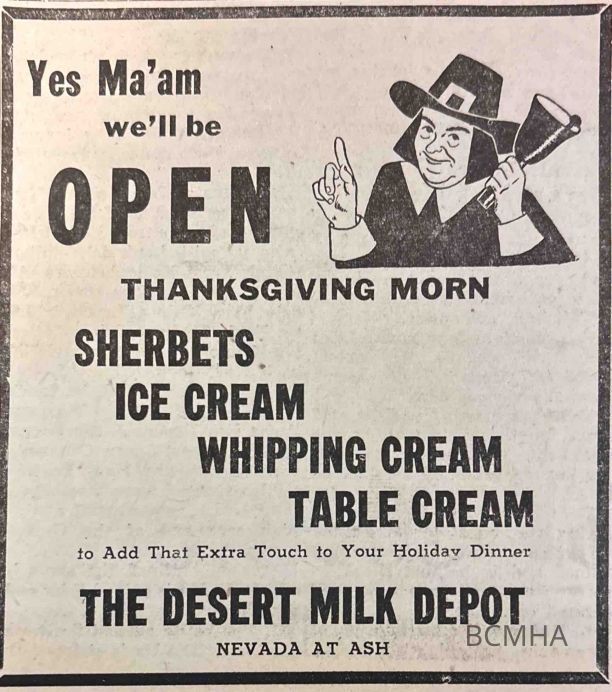 Yes Ma'am
we'll be
OPEN
THANKSGIVING MORN
SHERBETS
ICE CREAM
WHIPPING CREAM
TABLE CREAM
to Add That Extra Touch to Your Holiday Dinner
THE DESERT MILK DEPOT
BCMHA
NEVADA AT ASH